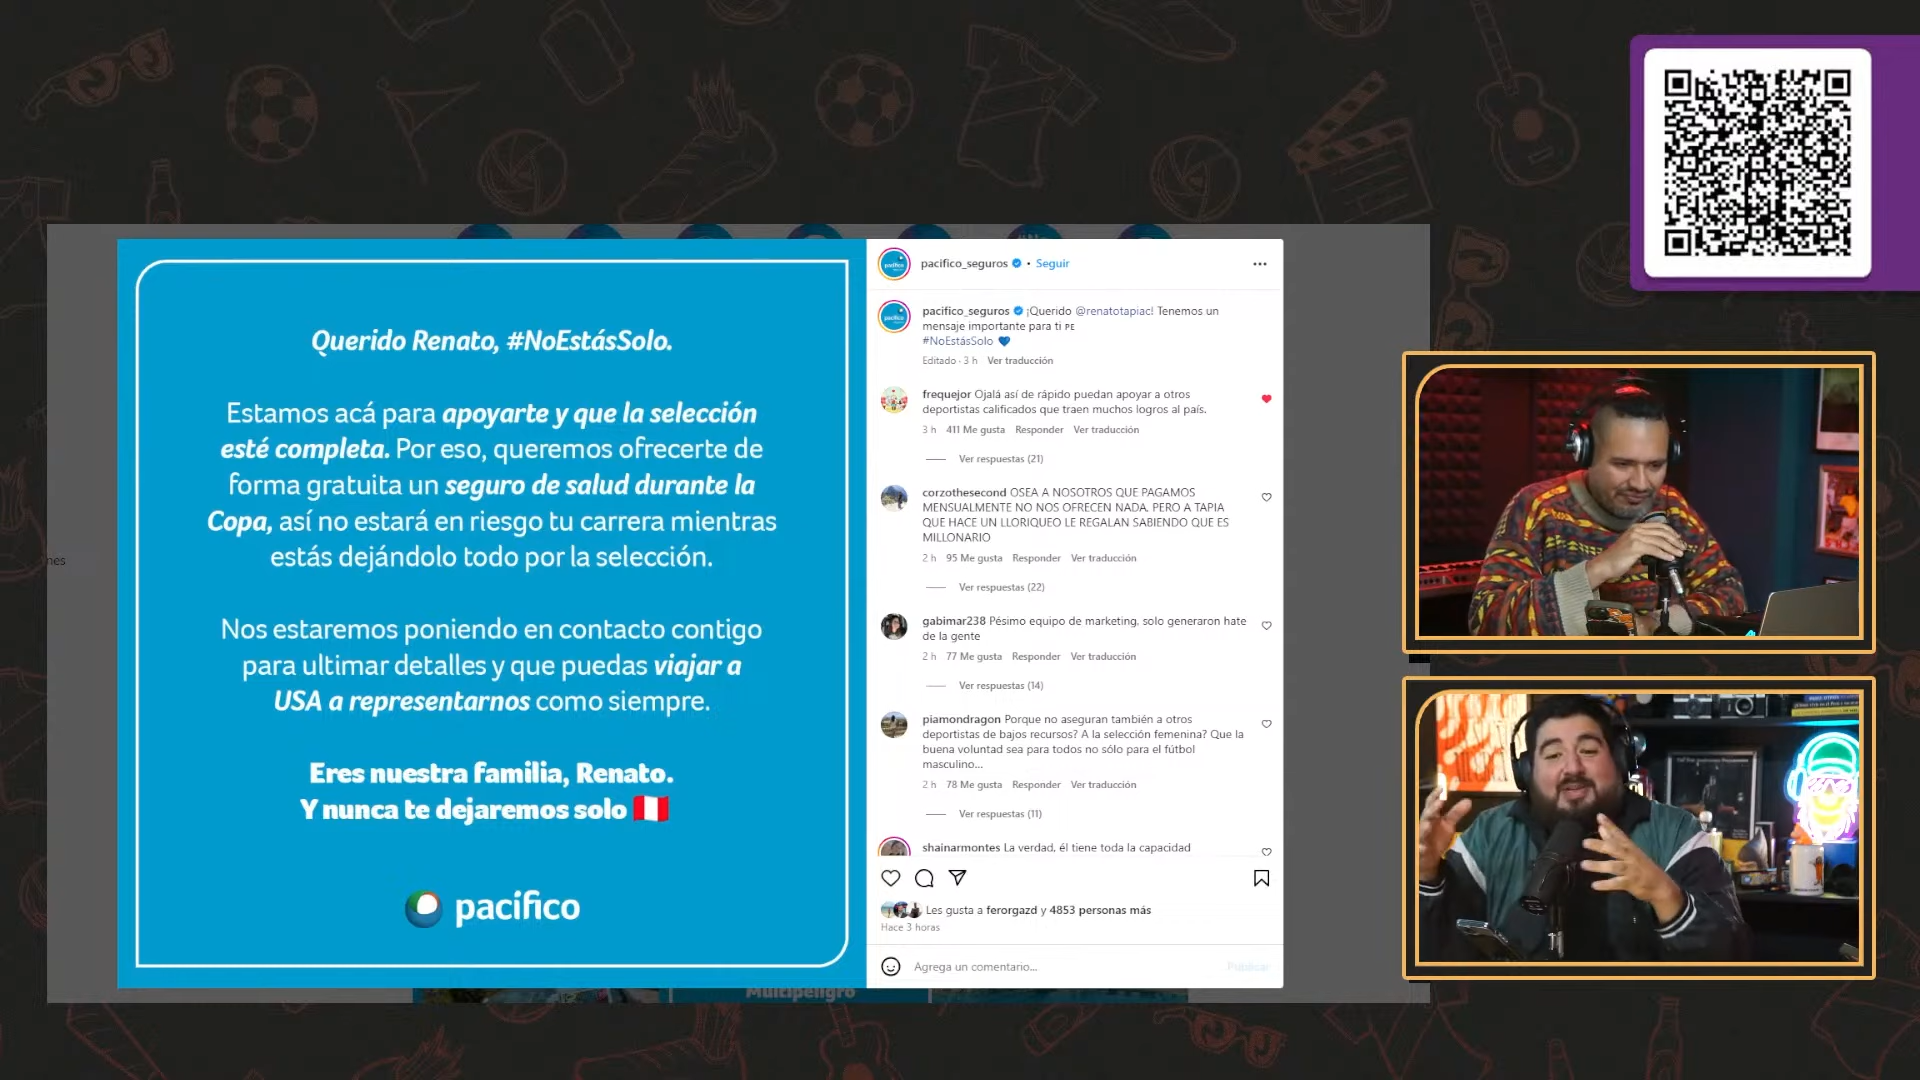 Querido Renato, #NoEstásSolo.
Estamos acá para apoyarte y que la selección
esté completa. Por eso, queremos ofrecerte de
forma gratuita un seguro de salud durante la
Copa, así no estará en riesgo tu carrera mientras
estás dejándolo todo por la selección.
Nos estaremos poniendo en contacto contigo
para ultimar detalles y que puedas viajar a
USA a representarnos como siempre.
Eres nuestra familia, Renato.
Y nunca te dejaremos solo
pacifico
pacifico_seguros • Seguir
pacifico_seguros ¡Querido @renatotapiac! Tenemos un
mensaje importante para ti PE
#NoEstásSolo 💙
Editado · 3 h Ver traducción
frequejor Ojalá así de rápido puedan apoyar a otros
deportistas calificados que traen muchos logros al país.
3 h 411 Me gusta Responder Ver traducción
Ver respuestas (21)
corzothesecond OSEA A NOSOTROS QUE PAGAMOS
MENSUALMENTE NO NOS OFRECEN NADA. PERO A TAPIA
QUE HACE UN LLORIQUEO LE REGALAN SABIENDO QUE ES
MILLONARIO
2 h 95 Me gusta Responder Ver traducción
Ver respuestas (22)
gabimar238 Pésimo equipo de marketing, solo generaron hate
de la gente
2 h 77 Me gusta Responder Ver traducción
Ver respuestas (14)
piamondragon Porque no aseguran también a otros
deportistas de bajos recursos? A la selección femenina? Que la
buena voluntad sea para todos no sólo para el fútbol
masculino...
2 h 78 Me gusta Responder Ver traducción
Ver respuestas (11)
shainarmontes La verdad, él tiene toda la capacidad
Les gusta a ferorgazd y 4853 personas más
Hace 3 horas
Agrega un comentario...
Publicar
nes
Multipeligro